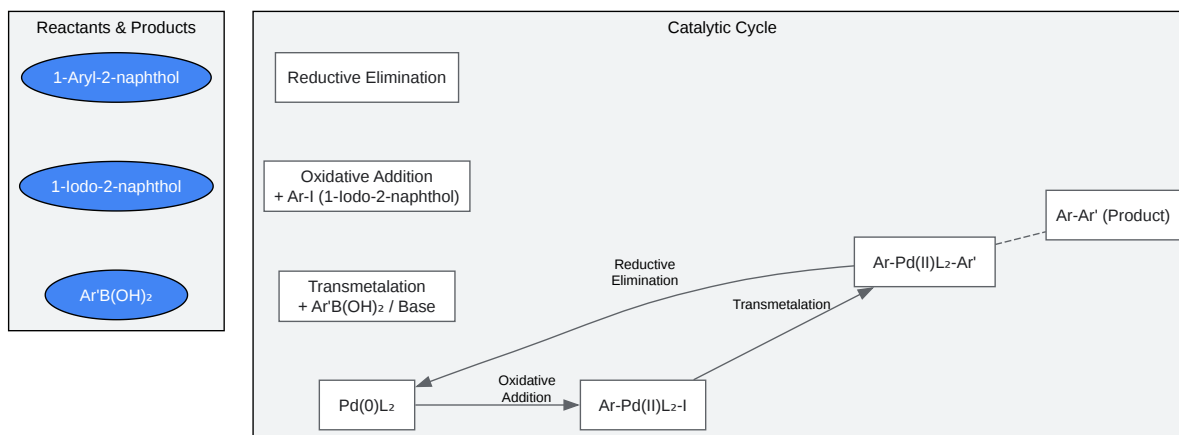 Reactants & Products
1-Aryl-2-naphthol
1-Iodo-2-naphthol
Ar'B(OH)₂
Catalytic Cycle
Reductive Elimination
Oxidative Addition
+ Ar-I (1-Iodo-2-naphthol)
Transmetalation
+ Ar'B(OH)₂ / Base
Ar-Ar' (Product)
Ar-Pd(II)L₂-Ar'
Reductive
Elimination
Transmetalation
Oxidative
Addition
Pd(0)L₂
Ar-Pd(II)L₂-I